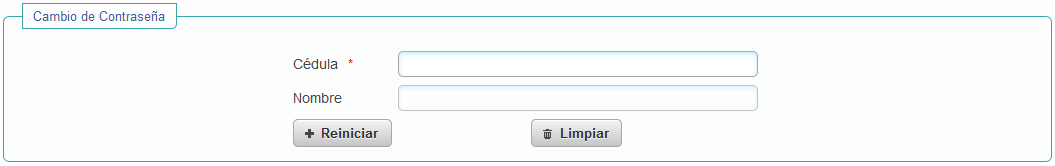 Cambio de Contraseña
Cédula *
Nombre
Reiniciar Limpiar